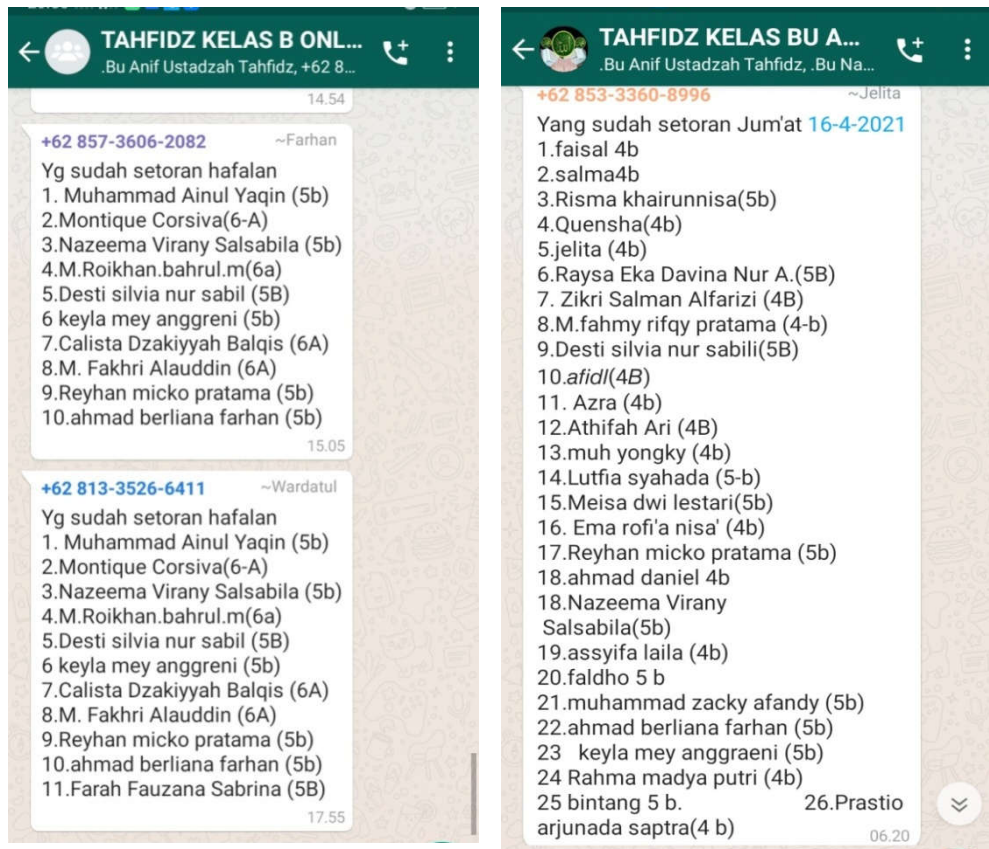 TAHFIDZ KELAS B ONL...
.Bu Anif Ustadzah Tahfidz, +62 8...
14.54
+62 857-3606-2082 ~Farhan
Yg sudah setoran hafalan
1. Muhammad Ainul Yaqin (5b)
2.Montique Corsiva(6-A)
3.Nazeema Virany Salsabila (5b)
4.M.Roikhan.bahrul.m(6a)
5.Desti silvia nur sabil (5B)
6 keyla mey anggreni (5b)
7.Calista Dzakiyyah Balqis (6A)
8.M. Fakhri Alauddin (6A)
9.Reyhan micko pratama (5b)
10.ahmad berliana farhan (5b)
15.05
+62 813-3526-6411 ~Wardatul
Yg sudah setoran hafalan
1. Muhammad Ainul Yaqin (5b)
2.Montique Corsiva(6-A)
3.Nazeema Virany Salsabila (5b)
4.M.Roikhan.bahrul.m(6a)
5.Desti silvia nur sabil (5B)
6 keyla mey anggreni (5b)
7.Calista Dzakiyyah Balqis (6A)
8.M. Fakhri Alauddin (6A)
9.Reyhan micko pratama (5b)
10.ahmad berliana farhan (5b)
11.Farah Fauzana Sabrina (5B)
17.55
TAHFIDZ KELAS BU A...
.Bu Anif Ustadzah Tahfidz, .Bu Na...
+62 853-3360-8996 ~Jelita
Yang sudah setoran Jum'at 16-4-2021
1.faisal 4b
2.salma4b
3.Risma khairunnisa(5b)
4.Quensha(4b)
5.jelita (4b)
6.Raysa Eka Davina Nur A.(5B)
7. Zikri Salman Alfarizi (4B)
8.M.fahmy rifqy pratama (4-b)
9.Desti silvia nur sabili(5B)
10.afidl(4B)
11. Azra (4b)
12.Athifah Ari (4B)
13.muh yongky (4b)
14.Lutfia syahada (5-b)
15.Meisa dwi lestari(5b)
16. Ema rofi'a nisa' (4b)
17.Reyhan micko pratama (5b)
18.ahmad daniel 4b
18.Nazeema Virany
Salsabila(5b)
19.assyifa laila (4b)
20.faldho 5 b
21.muhammad zacky afandy (5b)
22.ahmad berliana farhan (5b)
23 keyla mey anggraeni (5b)
24 Rahma madya putri (4b)
25 bintang 5 b. 26.Prastio
arjunada saptra(4 b)
06.20